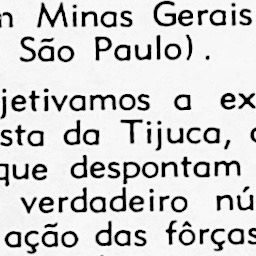 n Minas Gerais
São Paulo).
jetivamos a ex
sta da Tijuca,
que despontam
verdadeiro nú
ação das fôrças